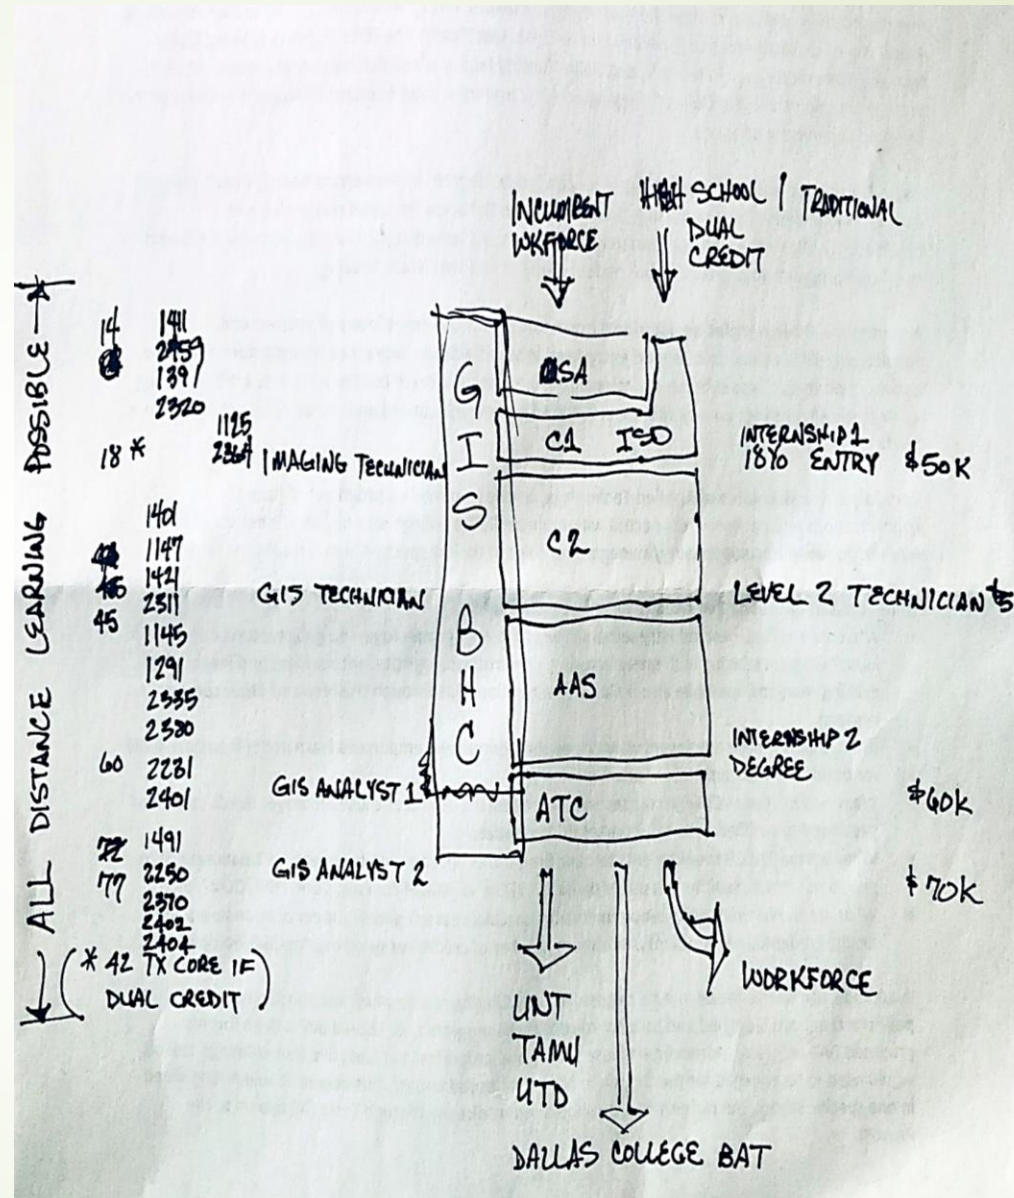 INCUMBENT WKFORCE
HIGH SCHOOL | TRADITIONAL
DUAL CREDIT
ALL DISTANCE LEARNING POSSIBLE
14 1411
2459
1391
2320
1125
18 * 2364 IMAGING TECHNICIAN
1401
1147
1421
2311 GIS TECHNICIAN
45 1145
1291
2335
2380
60 2281
2401 GIS ANALYST 1
1491
77 2250 GIS ANALYST 2
2370
2402
2404
(* 42 TX CORE IF DUAL CREDIT)
GIS
BHC
SA
C1 ISD
C2
AAS
ATC
INTERNSHIP 1
18YO ENTRY $50K
LEVEL 2 TECHNICIAN
INTERNSHIP 2
DEGREE
$60K
$70K
UNT
TAMU
UTD
DALLAS COLLEGE BAT
WORKFORCE